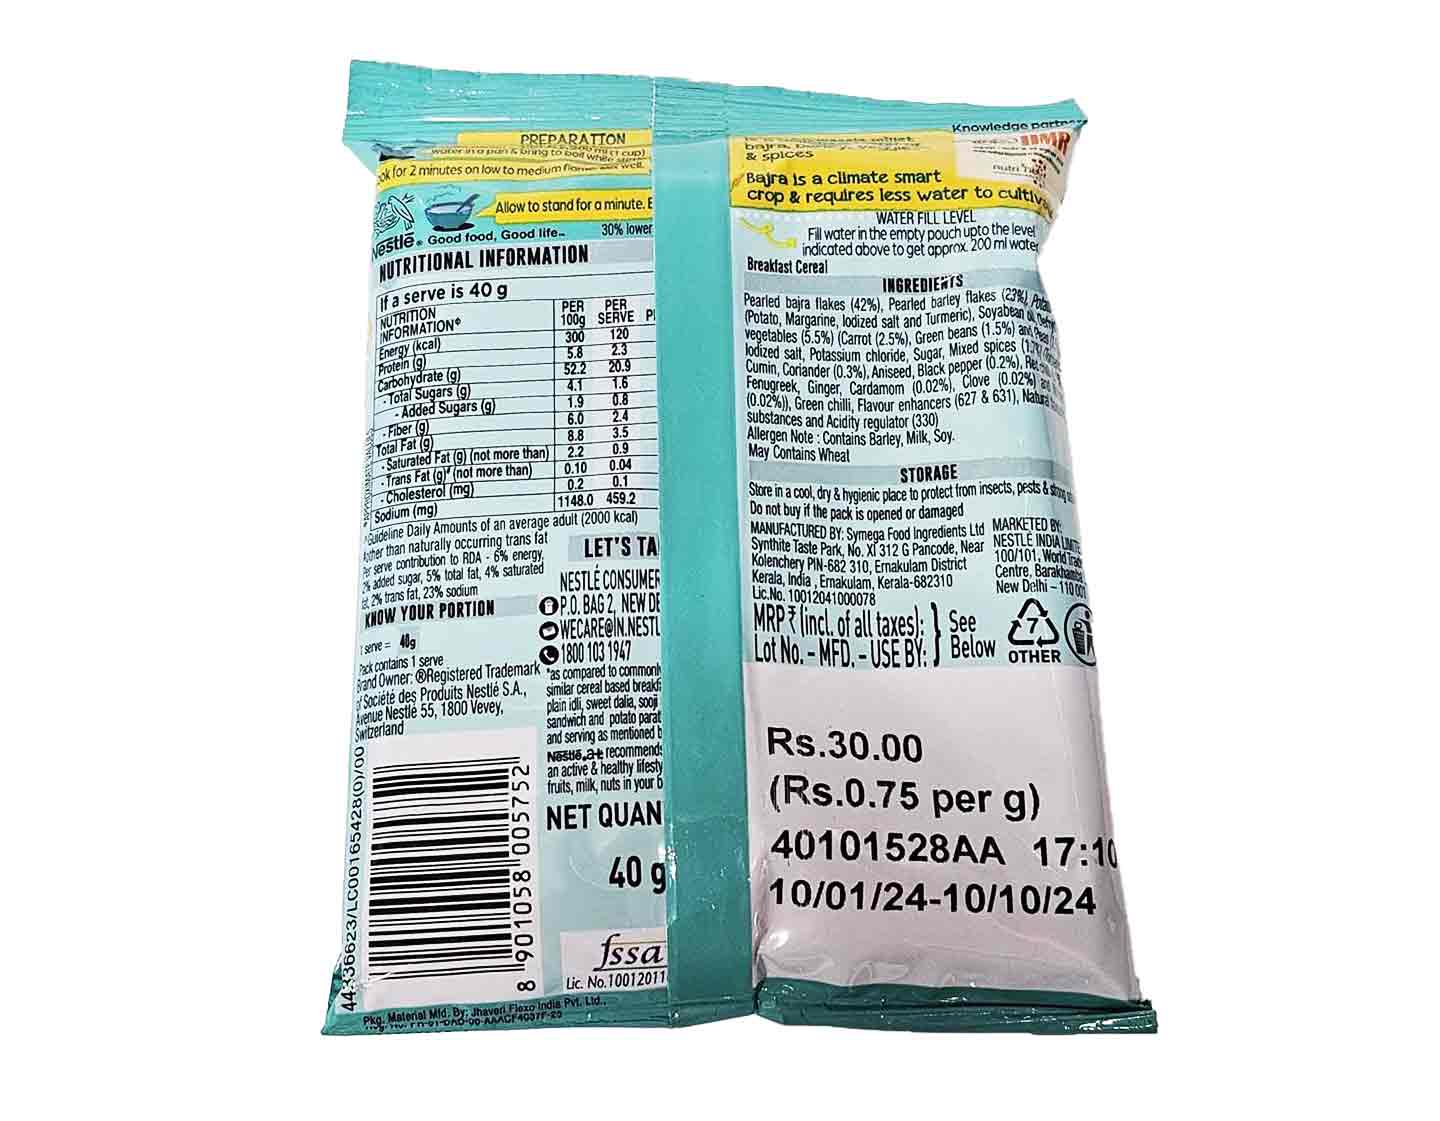 PREPARATION
water in a pan & bring to boil while
ok for 2 minutes on low to medium well.
Allow to stand for a minute.
Nestlé® Good food, Good life™
30% lower
NUTRITIONAL INFORMATION
If a serve is 40 g
NUTRITION INFORMATION PER 100g PER SERVE
Energy (kcal) 300 120
Protein (g) 5.8 2.3
Carbohydrate (g) 52.2 20.9
- Total Sugars (g) 4.1 1.6
- Added Sugars (g) 1.9 0.8
- Fiber (g) 6.0 2.4
Total Fat (g) 8.8 3.5
- Saturated Fat (g) (not more than) 2.2 0.9
- Trans Fat (g)# (not more than) 0.10 0.04
- Cholesterol (mg) 0.2 0.1
Sodium (mg) 1148.0 459.2
Guideline Daily Amounts of an average adult (2000 kcal)
other than naturally occurring trans fat
Per serve contribution to RDA - 6% energy,
2% added sugar, 5% total fat, 4% saturated
fat, 2% trans fat, 23% sodium
KNOW YOUR PORTION
1 serve = 40g
Pack contains 1 serve
Brand Owner: ®Registered Trademark
of Société des Produits Nestlé S.A.,
Avenue Nestlé 55, 1800 Vevey,
Switzerland
LET'S TA
NESTLÉ CONSUMER
P.O. BAG 2, NEW DE
WECARE@IN.NESTL
1800 103 1947
*as compared to commonl
similar cereal based breakf
plain idli, sweet dalia, sooji
sandwich and potato parat
and serving as mentioned b
Nestlé a+ recommends
an active & healthy lifesty
fruits, milk, nuts in your b
NET QUAN
40 g
fssa
Lic. No. 10012011
8 901058 005752
44336623/LC00165428(0)/00
Pkg. Material Mfd. By: Jhaveri Flexo India Pvt. Ltd.,
Knowledge partner
nutri
bajra,
& spices
Bajra is a climate smart
crop & requires less water to cultiv
WATER FILL LEVEL
Fill water in the empty pouch upto the level
indicated above to get approx. 200 ml water
Breakfast Cereal
INGREDIENTS
Pearled bajra flakes (42%), Pearled barley flakes (23%),
(Potato, Margarine, Iodized salt and Turmeric), Soyabean oil,
vegetables (5.5%) (Carrot (2.5%), Green beans (1.5%) and
Iodized salt, Potassium chloride, Sugar, Mixed spices
Cumin, Coriander (0.3%), Aniseed, Black pepper (0.2%),
Fenugreek, Ginger, Cardamom (0.02%), Clove (0.02%)
(0.02%)), Green chilli, Flavour enhancers (627 & 631), Natural
substances and Acidity regulator (330)
Allergen Note : Contains Barley, Milk, Soy.
May Contains Wheat
STORAGE
Store in a cool, dry & hygienic place to protect from insects, pests & strong
Do not buy if the pack is opened or damaged
MANUFACTURED BY: Symega Food Ingredients Ltd
Synthite Taste Park, No. XI 312 G Pancode, Near
Kolenchery PIN-682 310, Ernakulam District
Kerala, India, Ernakulam, Kerala-682310
Lic.No. 10012041000078
MARKETED BY:
NESTLÉ INDIA LIMITE
100/101, World Trad
Centre, Barakhamba
New Delhi – 110 001
MRP ₹ (incl. of all taxes):
Lot No. – MFD. – USE BY:
See
Below
7
OTHER
Rs.30.00
(Rs.0.75 per g)
40101528AA 17:10
10/01/24-10/10/24